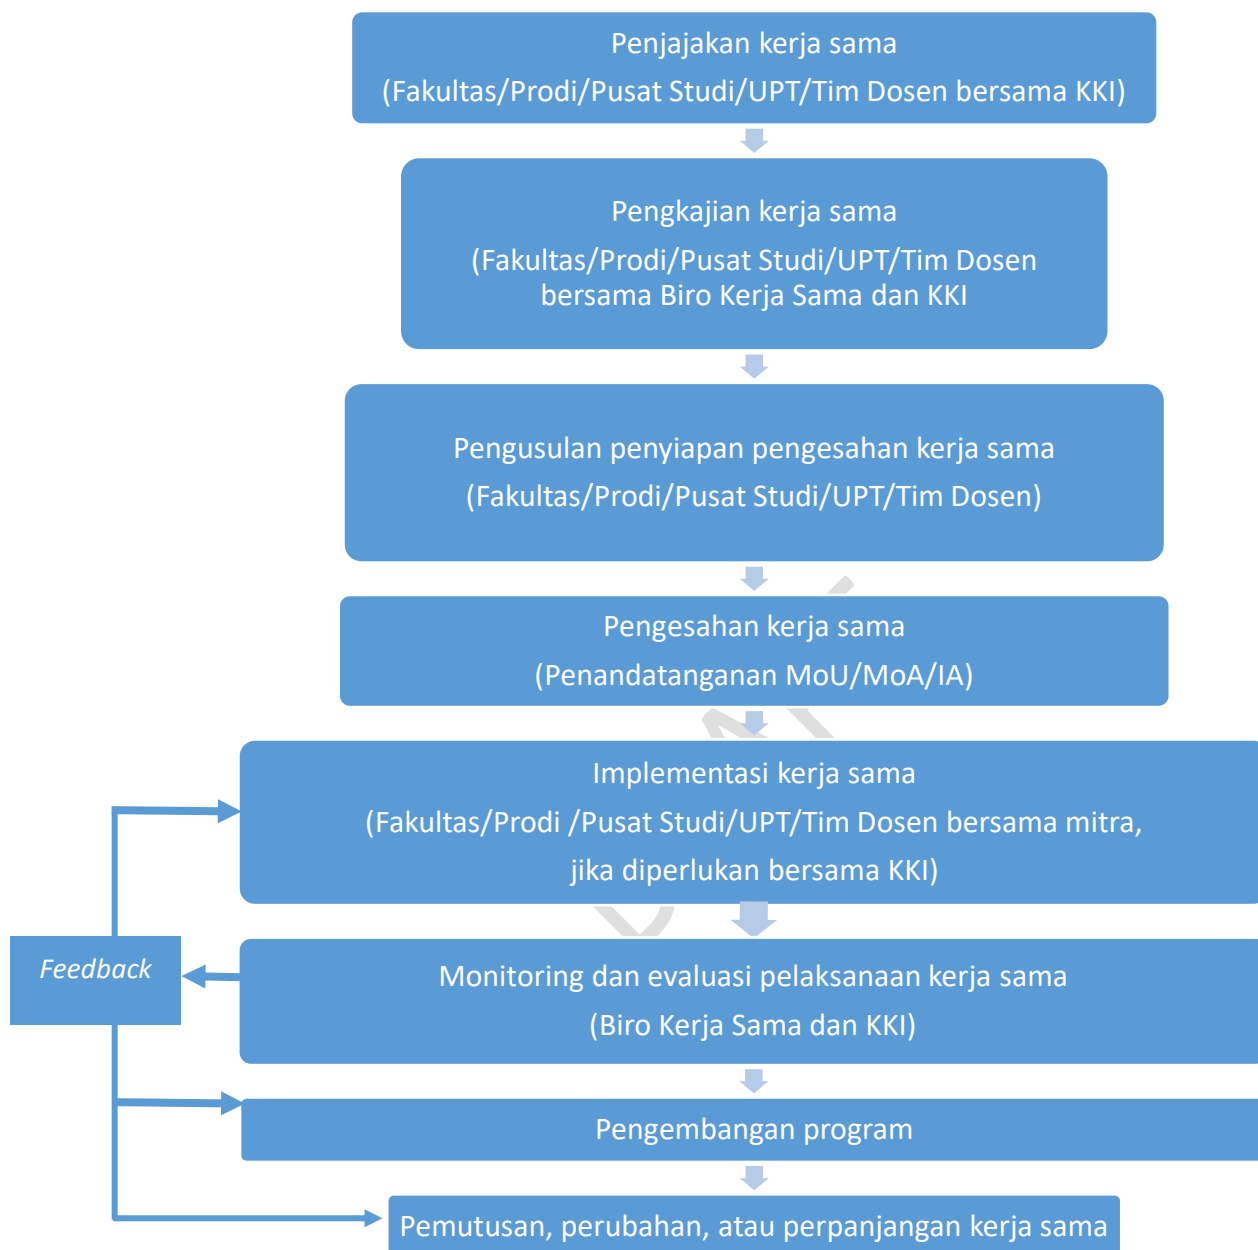 Penjajakan kerja sama
(Fakultas/Prodi/Pusat Studi/UPT/Tim Dosen bersama KKI)
Pengkajian kerja sama
(Fakultas/Prodi/Pusat Studi/UPT/Tim Dosen
bersama Biro Kerja Sama dan KKI
Pengusulan penyiapan pengesahan kerja sama
(Fakultas/Prodi/Pusat Studi/UPT/Tim Dosen)
Pengesahan kerja sama
(Penandatanganan MoU/MoA/IA)
Implementasi kerja sama
(Fakultas/Prodi /Pusat Studi/UPT/Tim Dosen bersama mitra,
jika diperlukan bersama KKI)
Feedback
Monitoring dan evaluasi pelaksanaan kerja sama
(Biro Kerja Sama dan KKI)
Pengembangan program
Pemutusan, perubahan, atau perpanjangan kerja sama